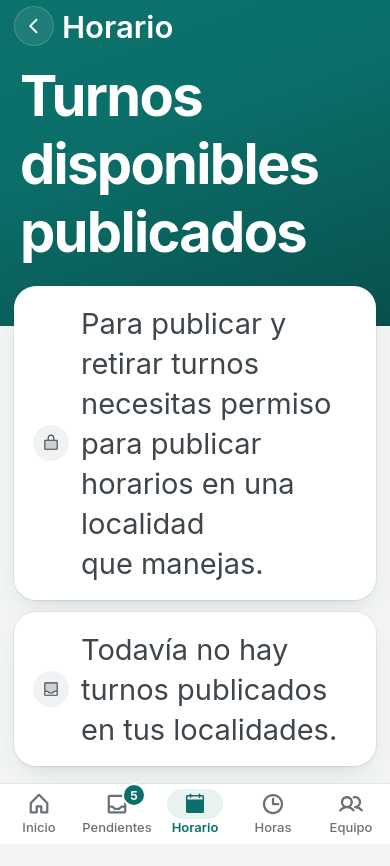 Horario
Turnos
disponibles
publicados
Para publicar y
retirar turnos
necesitas permiso
para publicar
horarios en una
localidad
que manejas.
Todavía no hay
turnos publicados
en tus localidades.
5
Inicio
Pendientes
Horario
Horas
Equipo